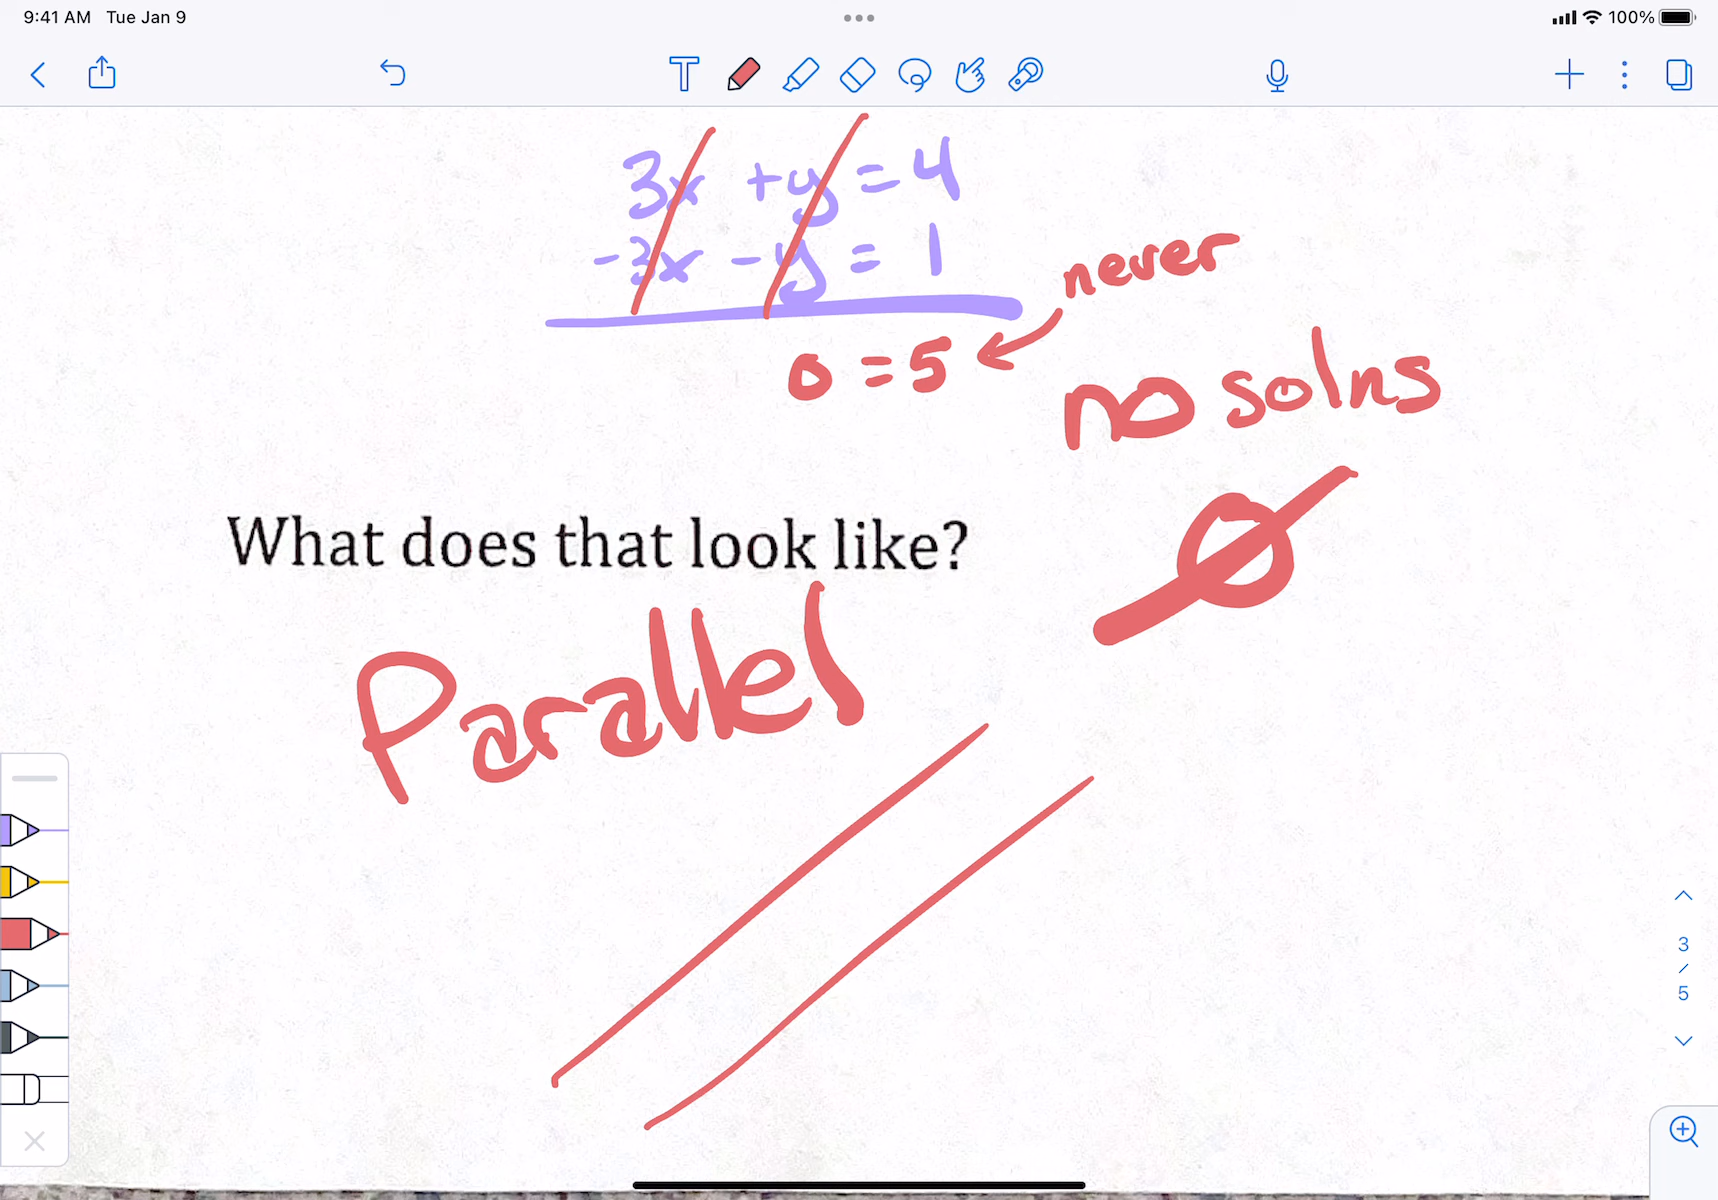 9:41 AM Tue Jan 9
100%
3x + y = 4
-3x - y = 1
never
0 = 5
no solns
∅
What does that look like?
Parallel
3
/
5